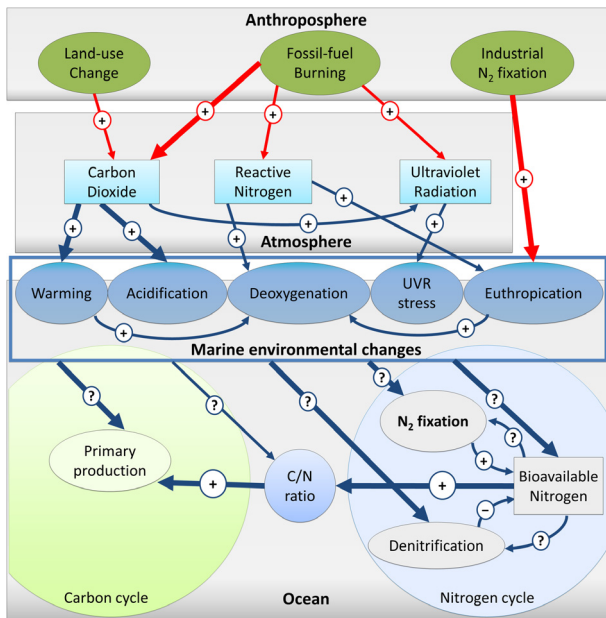 Anthroposphere
Land-use
Change
Fossil-fuel
Burning
Industrial
N₂ fixation
+
+
+
+
+
Carbon
Dioxide
Reactive
Nitrogen
Ultraviolet
Radiation
+
+
+
+
+
+
Atmosphere
Warming
Acidification
Deoxygenation
UVR
stress
Euthropication
+
+
Marine environmental changes
?
?
?
?
?
N₂ fixation
?
+
Primary
production
C/N
ratio
Bioavailable
Nitrogen
+
+
−
?
Denitrification
Carbon cycle
Ocean
Nitrogen cycle